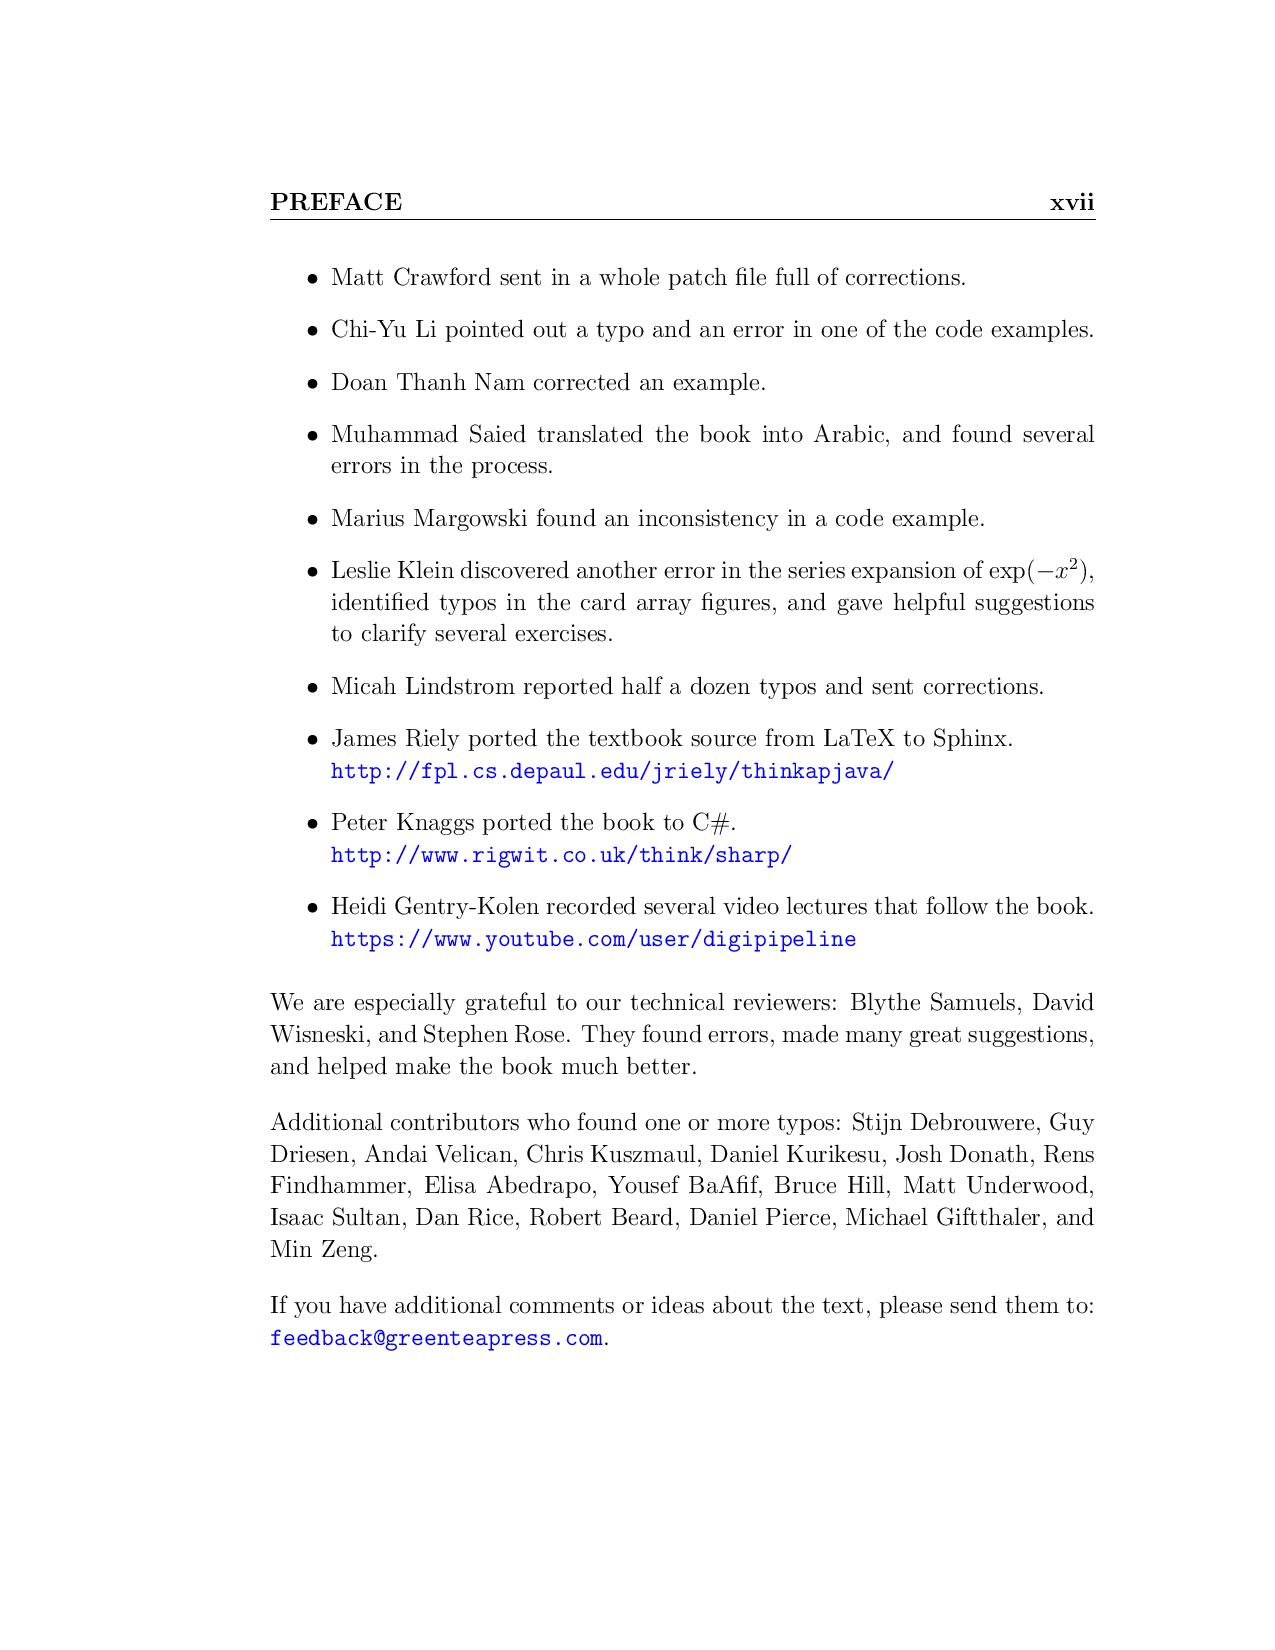 PREFACE xvii
• Matt Crawford sent in a whole patch file full of corrections.
• Chi-Yu Li pointed out a typo and an error in one of the code examples.
• Doan Thanh Nam corrected an example.
• Muhammad Saied translated the book into Arabic, and found several
errors in the process.
• Marius Margowski found an inconsistency in a code example.
• Leslie Klein discovered another error in the series expansion of exp(−x²),
identified typos in the card array figures, and gave helpful suggestions
to clarify several exercises.
• Micah Lindstrom reported half a dozen typos and sent corrections.
• James Riely ported the textbook source from LaTeX to Sphinx.
http://fpl.cs.depaul.edu/jriely/thinkapjava/
• Peter Knaggs ported the book to C#.
http://www.rigwit.co.uk/think/sharp/
• Heidi Gentry-Kolen recorded several video lectures that follow the book.
https://www.youtube.com/user/digipipeline
We are especially grateful to our technical reviewers: Blythe Samuels, David
Wisneski, and Stephen Rose. They found errors, made many great suggestions,
and helped make the book much better.
Additional contributors who found one or more typos: Stijn Debrouwere, Guy
Driesen, Andai Velican, Chris Kuszmaul, Daniel Kurikesu, Josh Donath, Rens
Findhammer, Elisa Abedrapo, Yousef BaAfif, Bruce Hill, Matt Underwood,
Isaac Sultan, Dan Rice, Robert Beard, Daniel Pierce, Michael Giftthaler, and
Min Zeng.
If you have additional comments or ideas about the text, please send them to:
feedback@greenteapress.com.